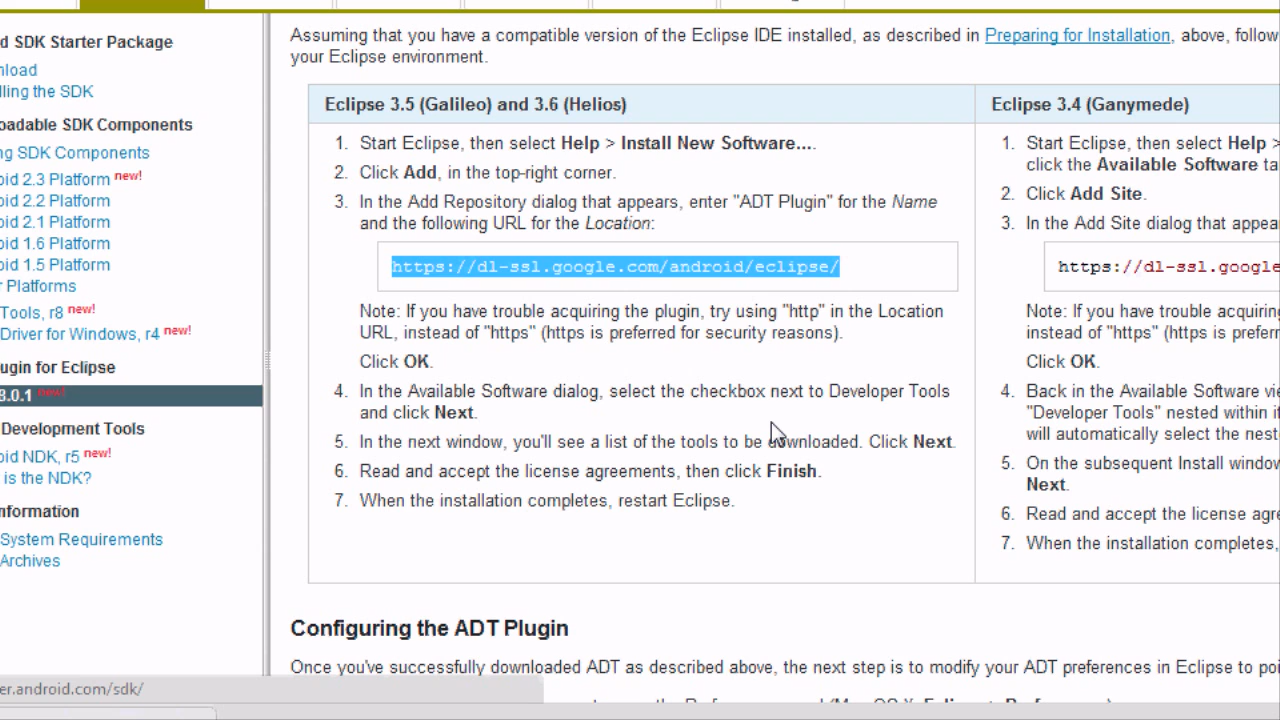 d SDK Starter Package
nload
lling the SDK
oadable SDK Components
ng SDK Components
oid 2.3 Platform new!
oid 2.2 Platform
oid 2.1 Platform
oid 1.6 Platform
oid 1.5 Platform
r Platforms
Tools, r8 new!
Driver for Windows, r4 new!
ugin for Eclipse
8.0.1 new!
Development Tools
oid NDK, r5 new!
is the NDK?
nformation
System Requirements
Archives
er.android.com/sdk/
Assuming that you have a compatible version of the Eclipse IDE installed, as described in Preparing for Installation, above, follow
your Eclipse environment.
Eclipse 3.5 (Galileo) and 3.6 (Helios)
1. Start Eclipse, then select Help > Install New Software....
2. Click Add, in the top-right corner.
3. In the Add Repository dialog that appears, enter "ADT Plugin" for the Name
and the following URL for the Location:
https://dl-ssl.google.com/android/eclipse/
Note: If you have trouble acquiring the plugin, try using "http" in the Location
URL, instead of "https" (https is preferred for security reasons).
Click OK.
4. In the Available Software dialog, select the checkbox next to Developer Tools
and click Next.
5. In the next window, you'll see a list of the tools to be downloaded. Click Next.
6. Read and accept the license agreements, then click Finish.
7. When the installation completes, restart Eclipse.
Eclipse 3.4 (Ganymede)
1. Start Eclipse, then select Help >
click the Available Software ta
2. Click Add Site.
3. In the Add Site dialog that appea
https://dl-ssl.google
Note: If you have trouble acquirin
instead of "https" (https is prefer
Click OK.
4. Back in the Available Software vie
"Developer Tools" nested within it
will automatically select the nest
5. On the subsequent Install window
Next.
6. Read and accept the license agre
7. When the installation completes,
Configuring the ADT Plugin
Once you've successfully downloaded ADT as described above, the next step is to modify your ADT preferences in Eclipse to poi